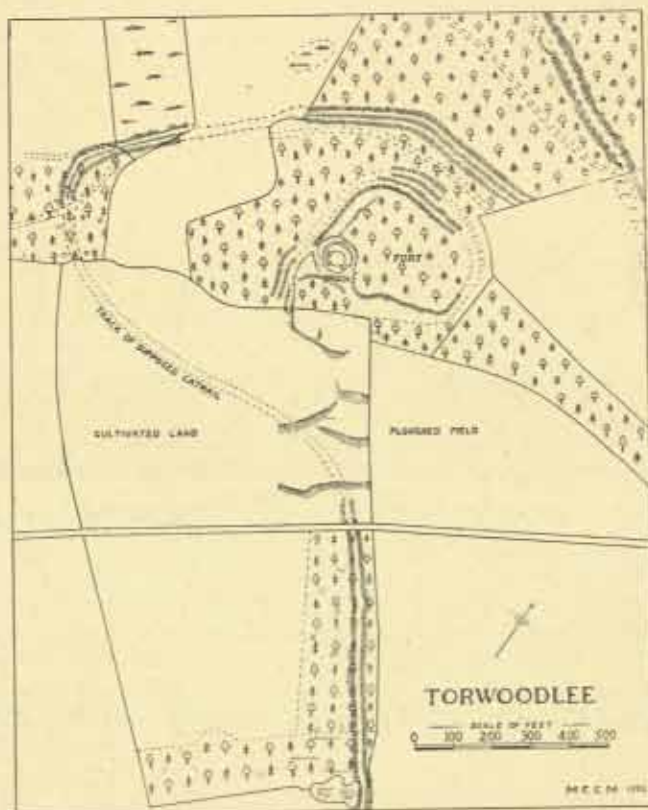 FORT
TRACK OF SUPPOSED CATRAIL
CULTIVATED LAND
PLOUGHED FIELD
TORWOODLEE
SCALE OF FEET
0 100 200 300 400 500